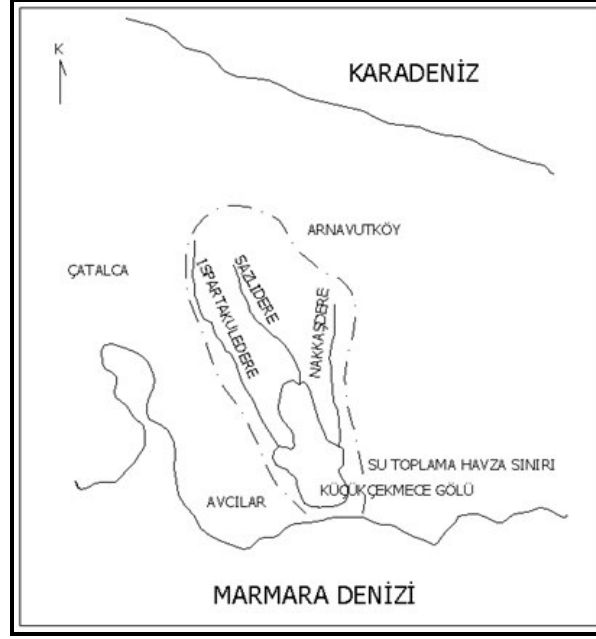 K
KARADENİZ
ARNAVUTKÖY
ÇATALCA
ISPARTAKULEDERE
SAZLIDERE
NAKKAŞDERE
SU TOPLAMA HAVZA SINIRI
KÜÇÜKÇEKMECE GÖLÜ
AVCILAR
MARMARA DENİZİ